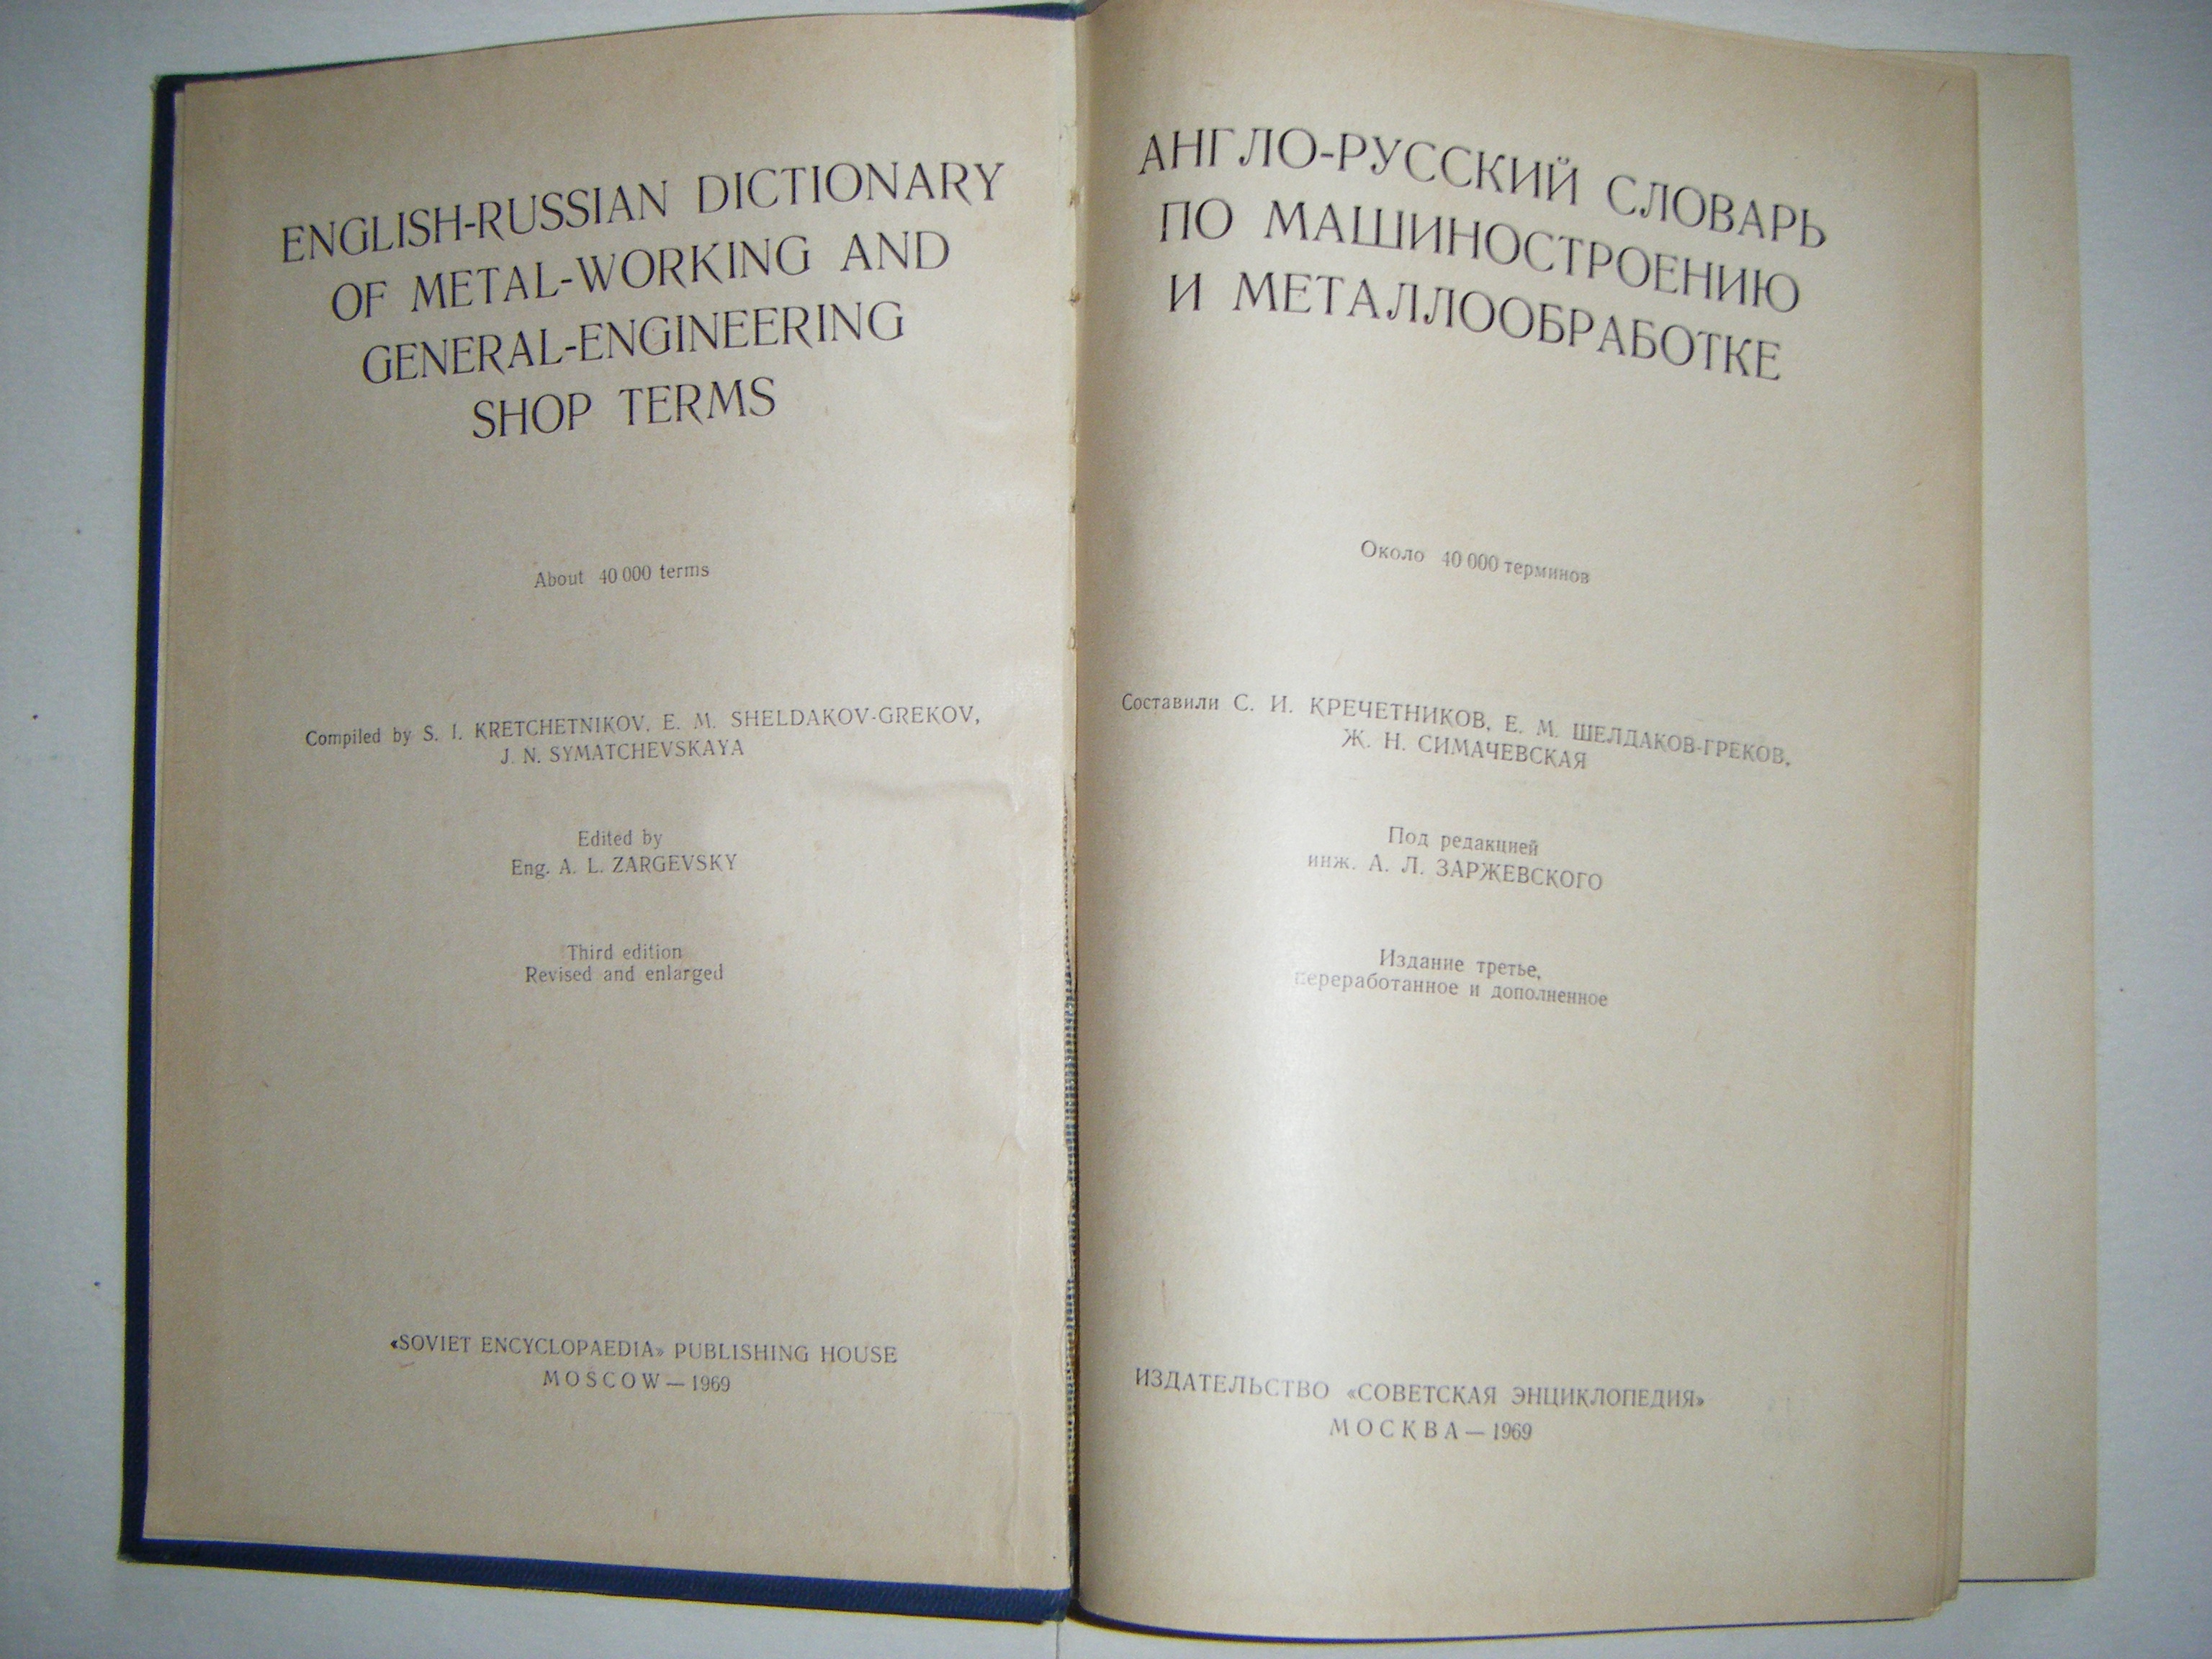 ENGLISH-RUSSIAN DICTIONARY
OF METAL-WORKING AND
GENERAL-ENGINEERING
SHOP TERMS
About 40 000 terms
Compiled by S. I. KRETCHETNIKOV, E. M. SHELDAKOV-GREKOV,
J. N. SYMATCHEVSKAYA
Edited by
Eng. A. L. ZARGEVSKY
Third edition
Revised and enlarged
«SOVIET ENCYCLOPAEDIA» PUBLISHING HOUSE
MOSCOW — 1969
АНГЛО-РУССКИЙ СЛОВАРЬ
ПО МАШИНОСТРОЕНИЮ
И МЕТАЛЛООБРАБОТКЕ
Около 40 000 терминов
Составили С. И. КРЕЧЕТНИКОВ, Е. М. ШЕЛДАКОВ-ГРЕКОВ,
Ж. Н. СИМАЧЕВСКАЯ
Под редакцией
инж. А. Л. ЗАРЖЕВСКОГО
Издание третье,
переработанное и дополненное
ИЗДАТЕЛЬСТВО «СОВЕТСКАЯ ЭНЦИКЛОПЕДИЯ»
МОСКВА — 1969